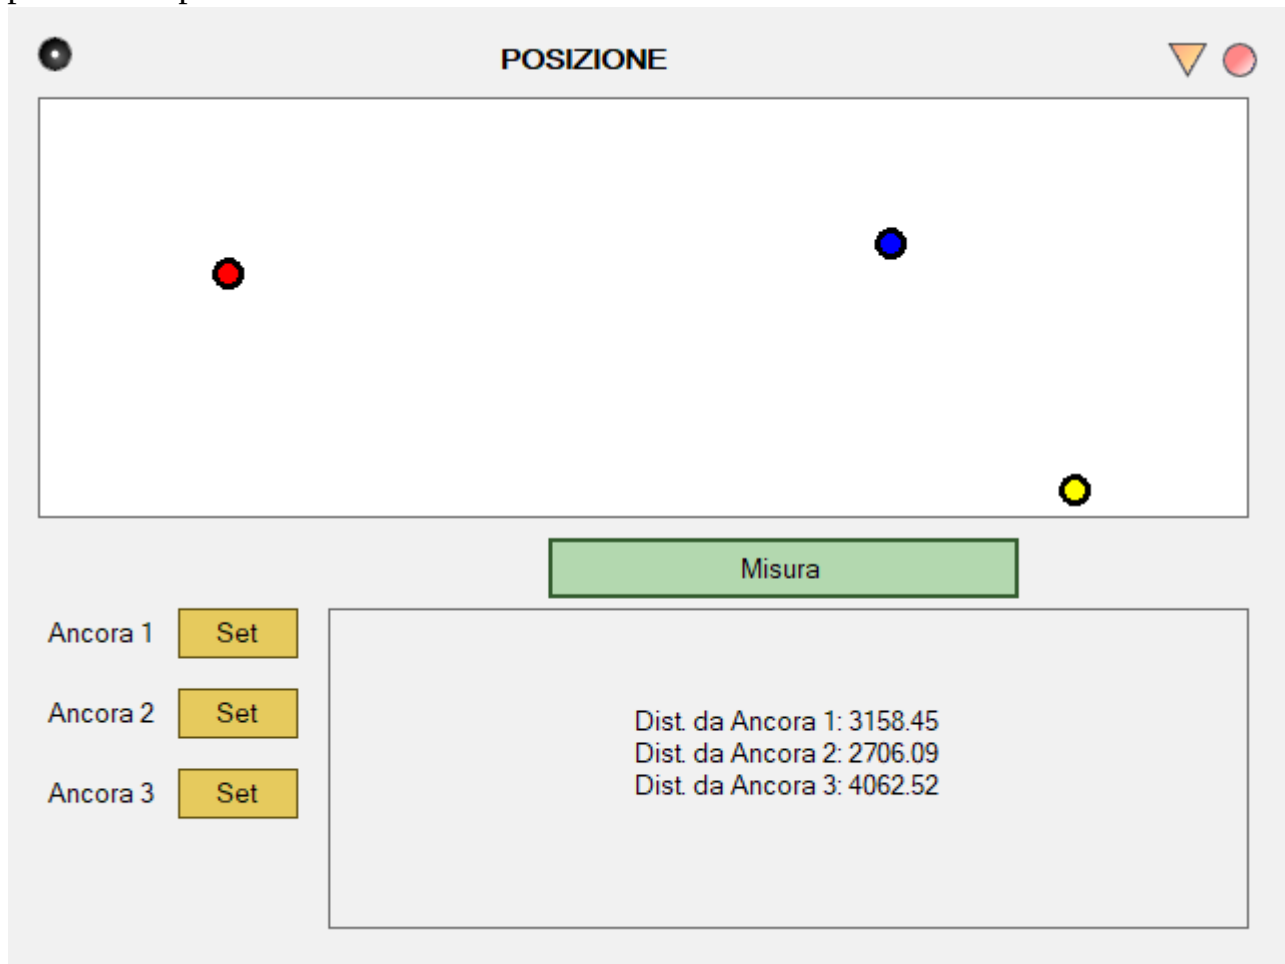 POSIZIONE
Misura
Ancora 1 Set
Ancora 2 Set
Ancora 3 Set
Dist. da Ancora 1: 3158.45
Dist. da Ancora 2: 2706.09
Dist. da Ancora 3: 4062.52